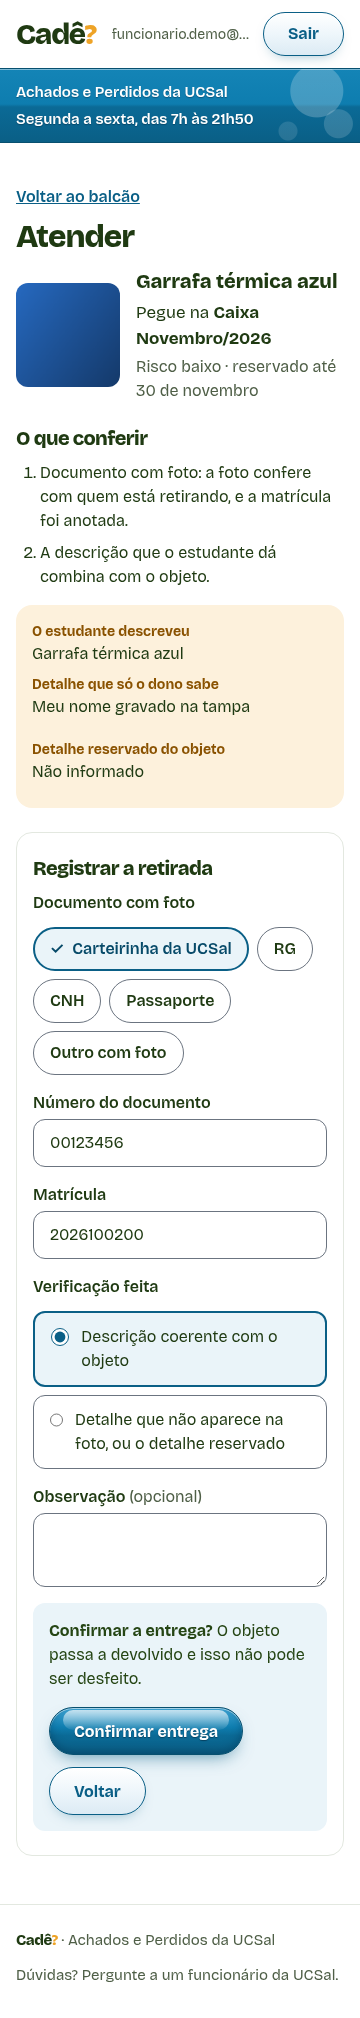 Cadê?
funcionario.demo@...
Sair
Achados e Perdidos da UCSal
Segunda a sexta, das 7h às 21h50
Voltar ao balcão
Atender
Garrafa térmica azul
Pegue na Caixa
Novembro/2026
Risco baixo · reservado até
30 de novembro
O que conferir
1. Documento com foto: a foto confere
com quem está retirando, e a matrícula
foi anotada.
2. A descrição que o estudante dá
combina com o objeto.
O estudante descreveu
Garrafa térmica azul
Detalhe que só o dono sabe
Meu nome gravado na tampa
Detalhe reservado do objeto
Não informado
Registrar a retirada
Documento com foto
✓ Carteirinha da UCSal
RG
CNH
Passaporte
Outro com foto
Número do documento
00123456
Matrícula
2026100200
Verificação feita
Descrição coerente com o
objeto
Detalhe que não aparece na
foto, ou o detalhe reservado
Observação (opcional)
Confirmar a entrega? O objeto
passa a devolvido e isso não pode
ser desfeito.
Confirmar entrega
Voltar
Cadê? · Achados e Perdidos da UCSal
Dúvidas? Pergunte a um funcionário da UCSal.